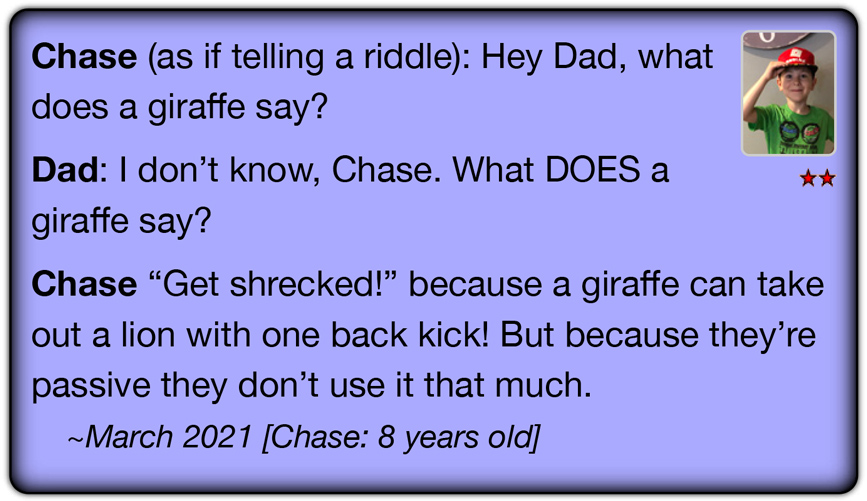 Chase (as if telling a riddle): Hey Dad, what
does a giraffe say?
Dad: I don’t know, Chase. What DOES a
giraffe say?
Chase “Get shrecked!” because a giraffe can take
out a lion with one back kick! But because they’re
passive they don’t use it that much.
~March 2021 [Chase: 8 years old]